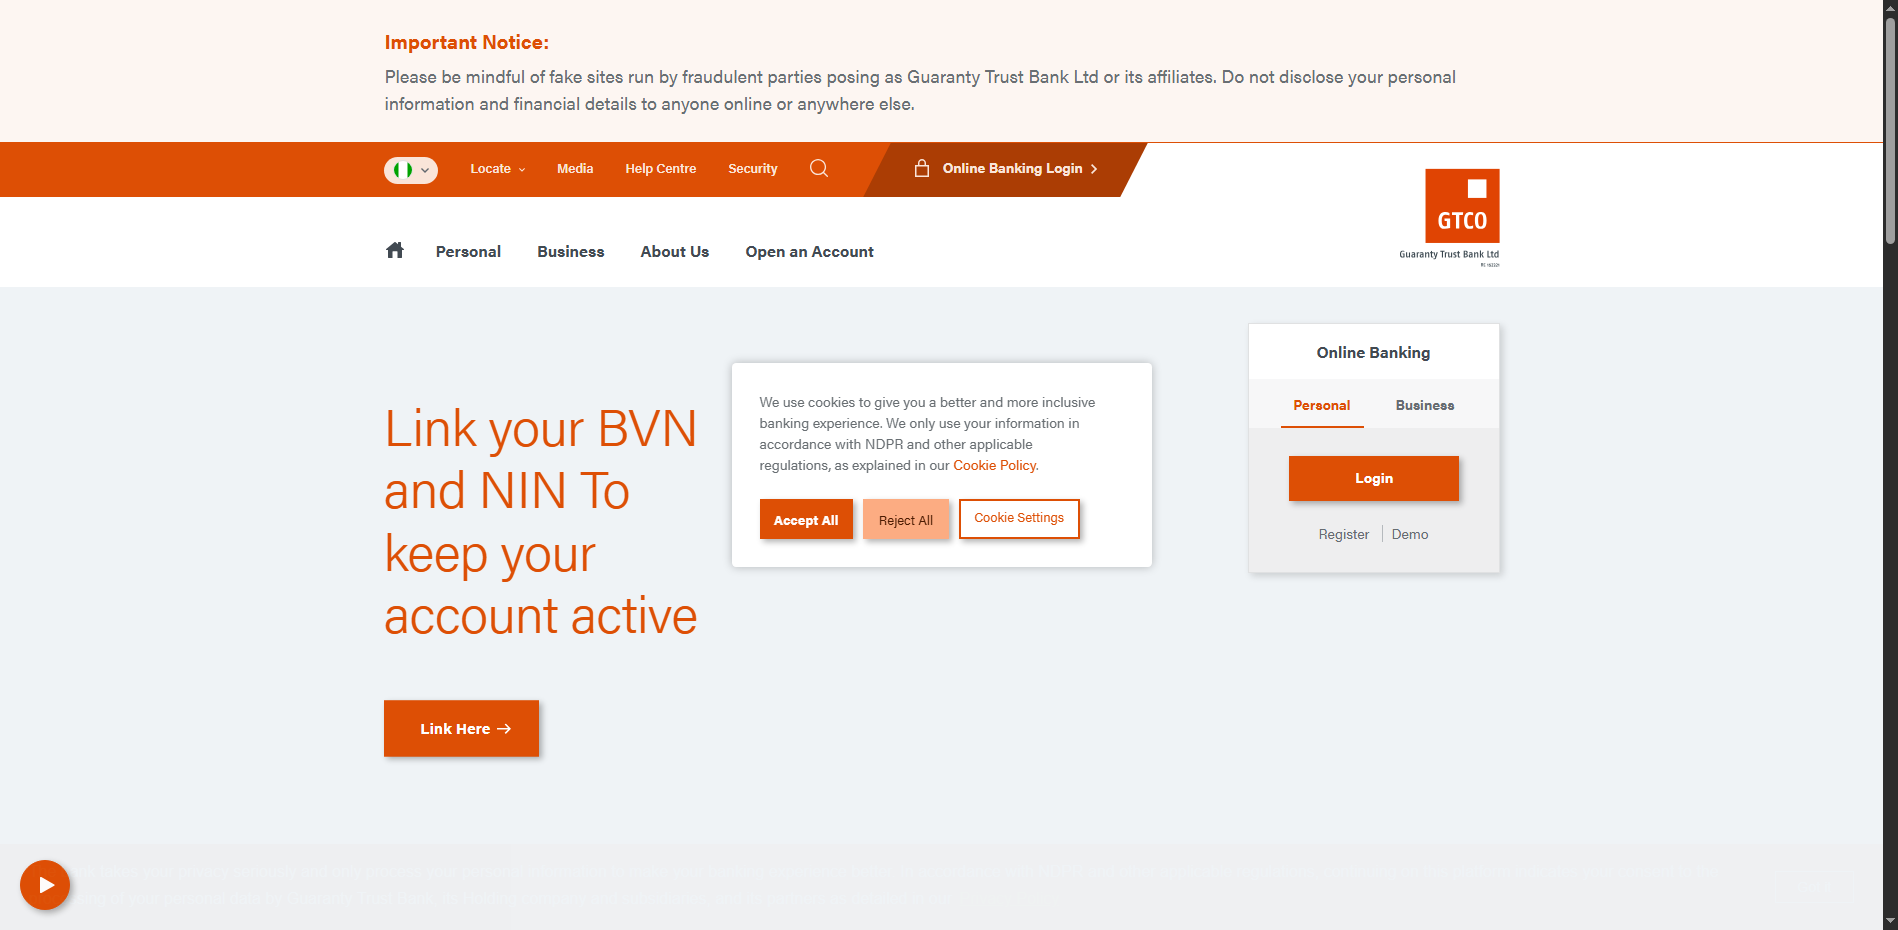 Important Notice:
Please be mindful of fake sites run by fraudulent parties posing as Guaranty Trust Bank Ltd or its affiliates. Do not disclose your personal
information and financial details to anyone online or anywhere else.
Locate
Media
Help Centre
Security
Online Banking Login
GTCO
Guaranty Trust Bank Ltd
Personal
Business
About Us
Open an Account
Link your BVN
and NIN To
keep your
account active
Link Here
We use cookies to give you a better and more inclusive
banking experience. We only use your information in
accordance with NDPR and other applicable
regulations, as explained in our Cookie Policy.
Accept All
Reject All
Cookie Settings
Online Banking
Personal
Business
Login
Register
Demo